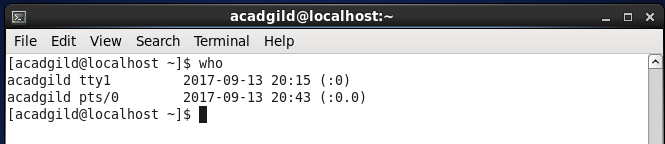 acadgild@localhost:~
File Edit View Search Terminal Help
[acadgild@localhost ~]$ who
acadgild tty1         2017-09-13 20:15 (:0)
acadgild pts/0        2017-09-13 20:43 (:0.0)
[acadgild@localhost ~]$